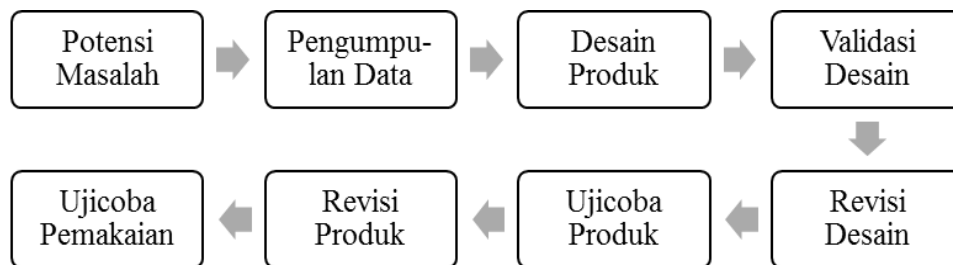 Potensi
Masalah
Pengumpu-
lan Data
Desain
Produk
Validasi
Desain
Revisi
Desain
Ujicoba
Produk
Revisi
Produk
Ujicoba
Pemakaian